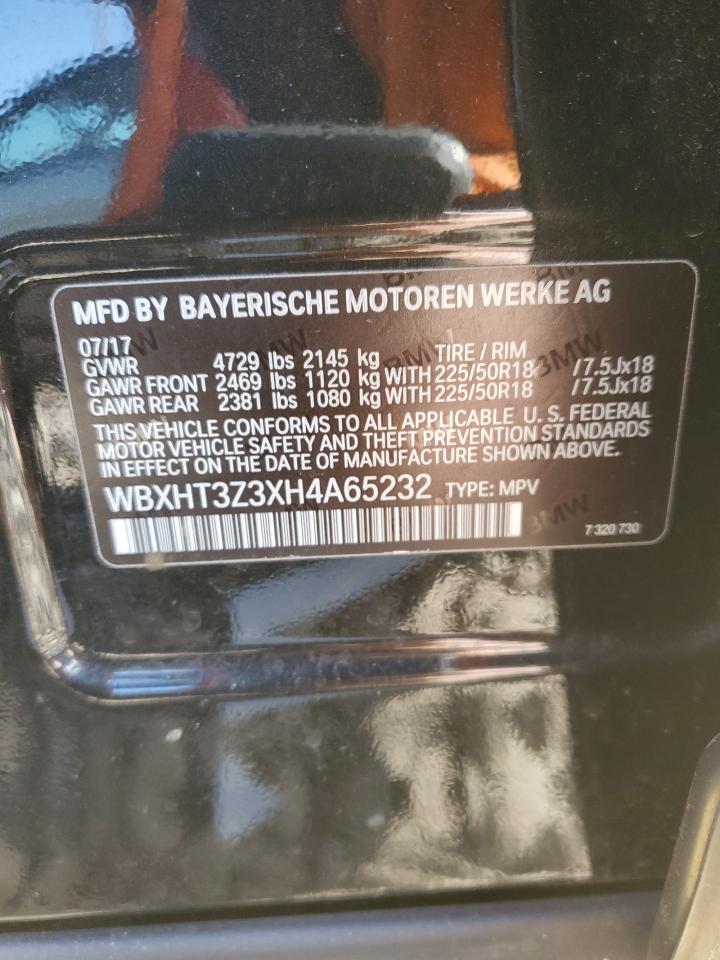 MFD BY BAYERISCHE MOTOREN WERKE AG
07/17
GVWR 4729 lbs 2145 kg TIRE / RIM
GAWR FRONT 2469 lbs 1120 kg WITH 225/50R18 /7.5Jx18
GAWR REAR 2381 lbs 1080 kg WITH 225/50R18 /7.5Jx18
THIS VEHICLE CONFORMS TO ALL APPLICABLE U. S. FEDERAL
MOTOR VEHICLE SAFETY AND THEFT PREVENTION STANDARDS
IN EFFECT ON THE DATE OF MANUFACTURE SHOWN ABOVE.
WBXHT3Z3XH4A65232 TYPE: MPV
7 320 730